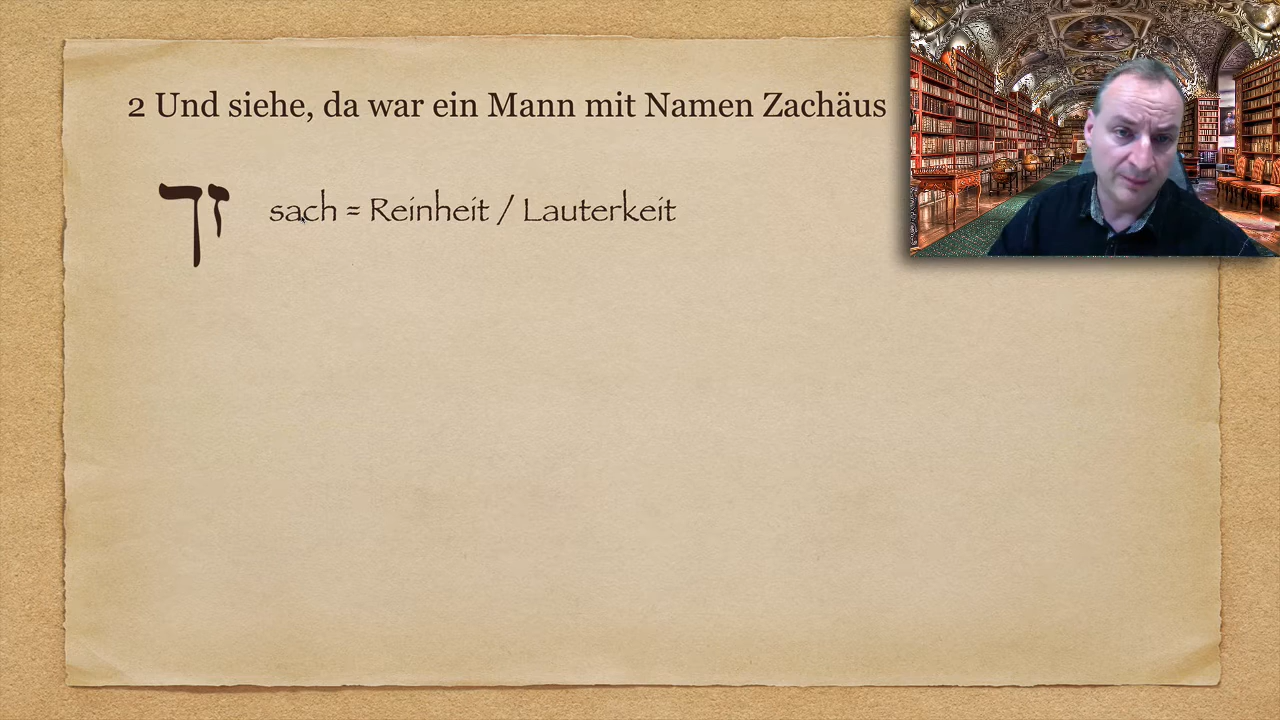 2 Und siehe, da war ein Mann mit Namen Zachäus
זך sach = Reinheit / Lauterkeit